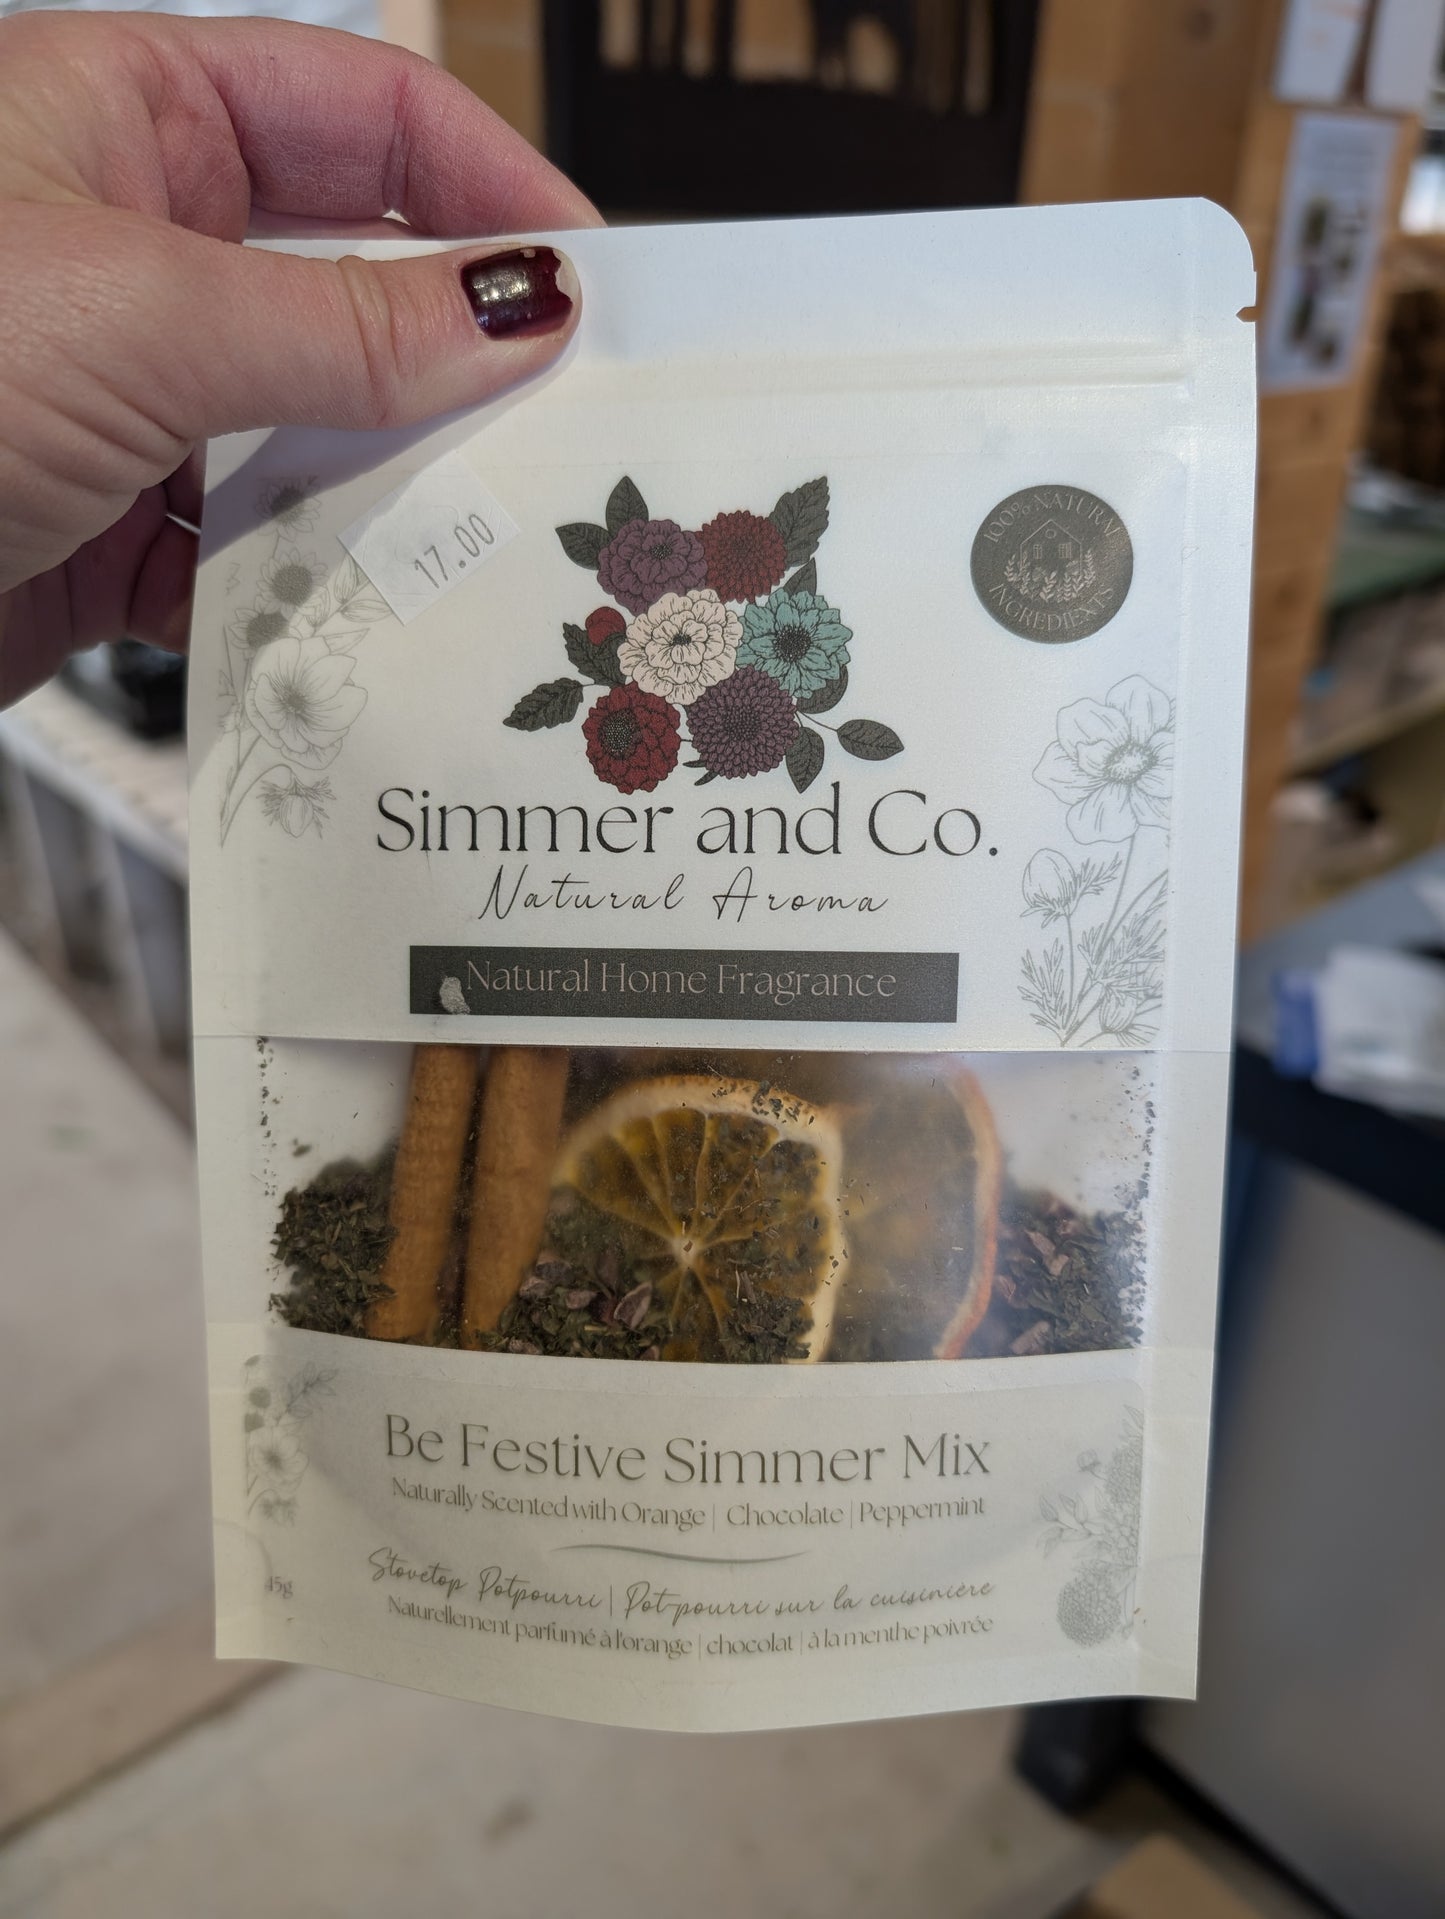 17.00
100% NATURAL
INGREDIENTS
Simmer and Co.
Natural Aroma
Natural Home Fragrance
Be Festive Simmer Mix
Naturally Scented with Orange | Chocolate | Peppermint
Stovetop Potpourri | Pot-pourri sur la cuisinière
45g
Naturellement parfumé à l'orange | chocolat | à la menthe poivrée